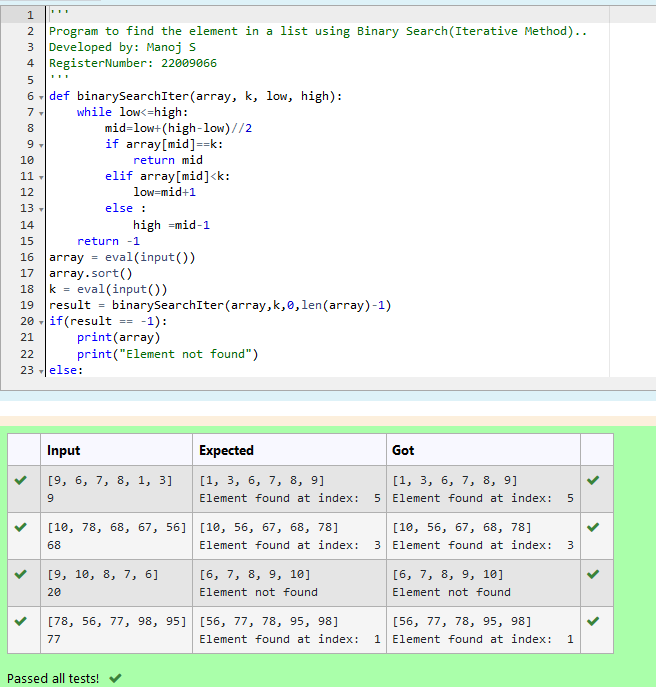 1 '''
2 Program to find the element in a list using Binary Search(Iterative Method)..
3 Developed by: Manoj S
4 RegisterNumber: 22009066
5 '''
6 def binarySearchIter(array, k, low, high):
7     while low<=high:
8         mid=low+(high-low)//2
9         if array[mid]==k:
10             return mid
11         elif array[mid]<k:
12             low=mid+1
13         else :
14             high =mid-1
15     return -1
16 array = eval(input())
17 array.sort()
18 k = eval(input())
19 result = binarySearchIter(array,k,0,len(array)-1)
20 if(result == -1):
21     print(array)
22     print("Element not found")
23 else:
Input Expected Got
[9, 6, 7, 8, 1, 3] [1, 3, 6, 7, 8, 9] [1, 3, 6, 7, 8, 9]
9 Element found at index:  5 Element found at index:  5
[10, 78, 68, 67, 56] [10, 56, 67, 68, 78] [10, 56, 67, 68, 78]
68 Element found at index:  3 Element found at index:  3
[9, 10, 8, 7, 6] [6, 7, 8, 9, 10] [6, 7, 8, 9, 10]
20 Element not found Element not found
[78, 56, 77, 98, 95] [56, 77, 78, 95, 98] [56, 77, 78, 95, 98]
77 Element found at index:  1 Element found at index:  1
Passed all tests!